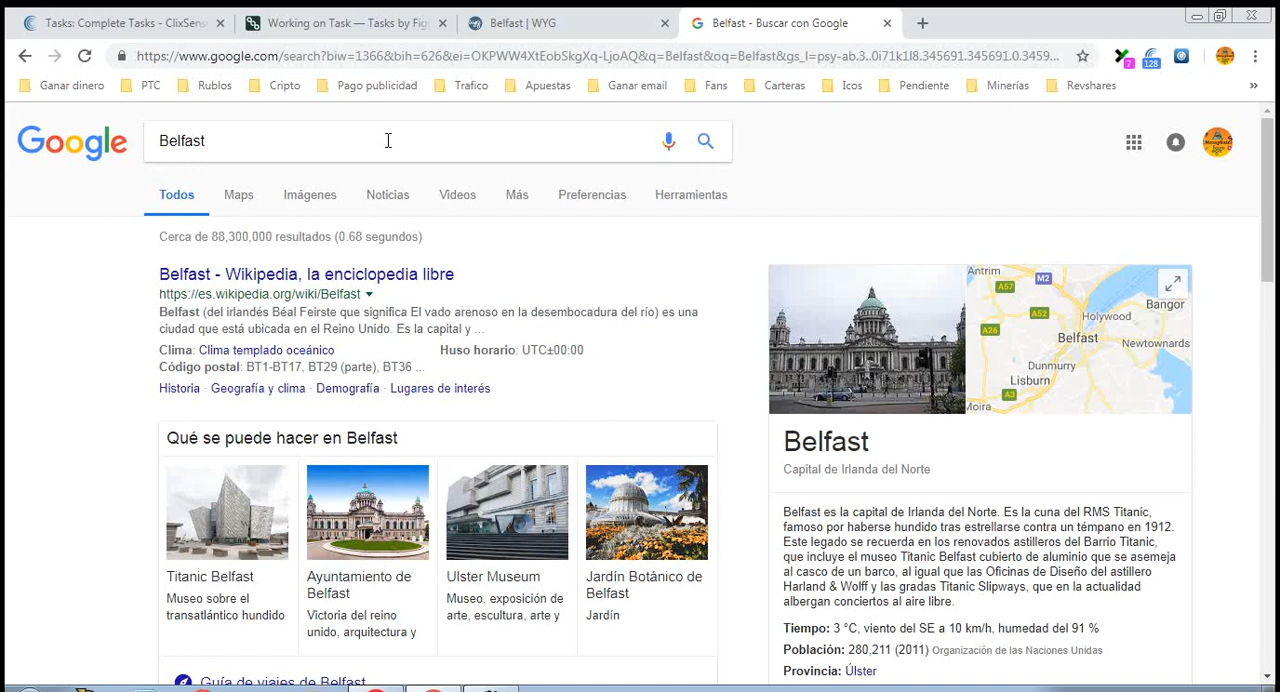 Tasks: Complete Tasks - ClixSens
Working on Task — Tasks by Fig
Belfast | WYG
Belfast - Buscar con Google
https://www.google.com/search?biw=1366&bih=626&ei=OKPWW4XtEobSkgXq-LjoAQ&q=Belfast&oq=Belfast&gs_l=psy-ab.3..0i71k1l8.345691.345691.0.3459...
7
128
Ganar dinero
PTC
Rublos
Cripto
Pago publicidad
Trafico
Apuestas
Ganar email
Fans
Carteras
Icos
Pendiente
Minerías
Revshares
»
Google
Belfast
Todos
Maps
Imágenes
Noticias
Videos
Más
Preferencias
Herramientas
Cerca de 88,300,000 resultados (0.68 segundos)
Belfast - Wikipedia, la enciclopedia libre
https://es.wikipedia.org/wiki/Belfast
Belfast (del irlandés Béal Feirste que significa El vado arenoso en la desembocadura del río) es una
ciudad que está ubicada en el Reino Unido. Es la capital y ...
Clima: Clima templado oceánico
Huso horario: UTC±00:00
Código postal: BT1-BT17, BT29 (parte), BT36 ...
Historia · Geografía y clima · Demografía · Lugares de interés
Qué se puede hacer en Belfast
Titanic Belfast
Museo sobre el
transatlántico hundido
Ayuntamiento de
Belfast
Victoria del reino
unido, arquitectura y
Ulster Museum
Museo, exposición de
arte, escultura, arte y
Jardín Botánico de
Belfast
Jardín
Guía de viajes de Belfast
Antrim
M2
A57
Bangor
A52
Holywood
A26
Belfast
Newtownards
Dunmurry
Lisburn
A3
Moira
Belfast
Capital de Irlanda del Norte
Belfast es la capital de Irlanda del Norte. Es la cuna del RMS Titanic,
famoso por haberse hundido tras estrellarse contra un témpano en 1912.
Este legado se recuerda en los renovados astilleros del Barrio Titanic,
que incluye el museo Titanic Belfast cubierto de aluminio que se asemeja
al casco de un barco, al igual que las Oficinas de Diseño del astillero
Harland & Wolff y las gradas Titanic Slipways, que en la actualidad
albergan conciertos al aire libre.
Tiempo: 3 °C, viento del SE a 10 km/h, humedad del 91 %
Población: 280,211 (2011) Organización de las Naciones Unidas
Provincia: Úlster